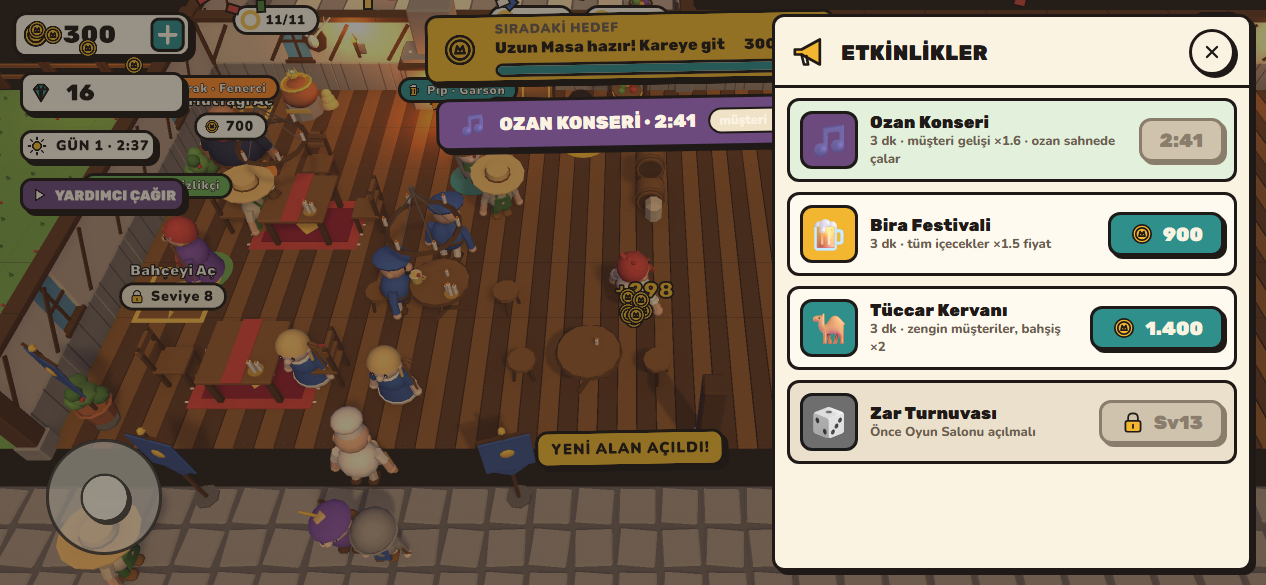 300
11/11
SIRADAKİ HEDEF
Uzun Masa hazır! Kareye git 300
16
rak · Fenerci
Pip · Garson
700
OZAN KONSERİ · 2:41
müşteri
GÜN 1 · 2:37
YARDIMCI ÇAĞIR
izlikçi
Bahçeyi Aç
Seviye 8
+298
YENİ ALAN AÇILDI!
ETKİNLİKLER
Ozan Konseri
3 dk · müşteri gelişi ×1.6 · ozan sahnede
çalar
2:41
Bira Festivali
3 dk · tüm içecekler ×1.5 fiyat
900
Tüccar Kervanı
3 dk · zengin müşteriler, bahşiş
×2
1.400
Zar Turnuvası
Önce Oyun Salonu açılmalı
Sv13